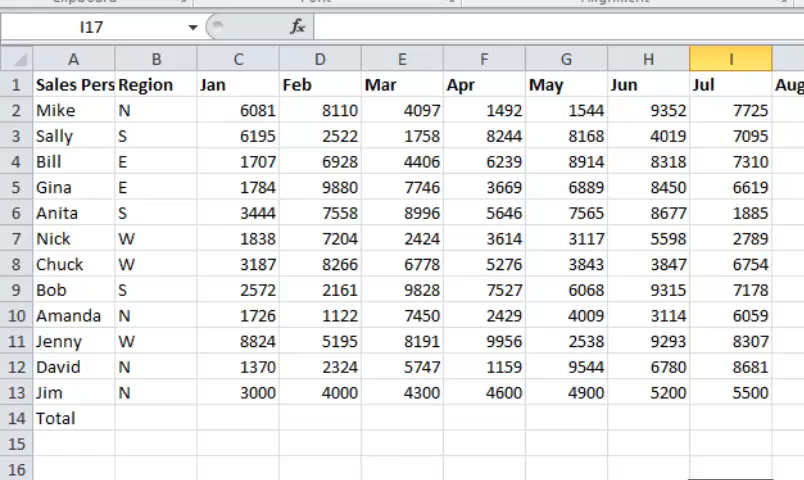 Clipboard Font Alignment
I17 fx
A B C D E F G H I
1 Sales Pers Region Jan Feb Mar Apr May Jun Jul Aug
2 Mike N 6081 8110 4097 1492 1544 9352 7725
3 Sally S 6195 2522 1758 8244 8168 4019 7095
4 Bill E 1707 6928 4406 6239 8914 8318 7310
5 Gina E 1784 9880 7746 3669 6889 8450 6619
6 Anita S 3444 7558 8996 5646 7565 8677 1885
7 Nick W 1838 7204 2424 3614 3117 5598 2789
8 Chuck W 3187 8266 6778 5276 3843 3847 6754
9 Bob S 2572 2161 9828 7527 6068 9315 7178
10 Amanda N 1726 1122 7450 2429 4009 3114 6059
11 Jenny W 8824 5195 8191 9956 2538 9293 8307
12 David N 1370 2324 5747 1159 9544 6780 8681
13 Jim N 3000 4000 4300 4600 4900 5200 5500
14 Total
15
16